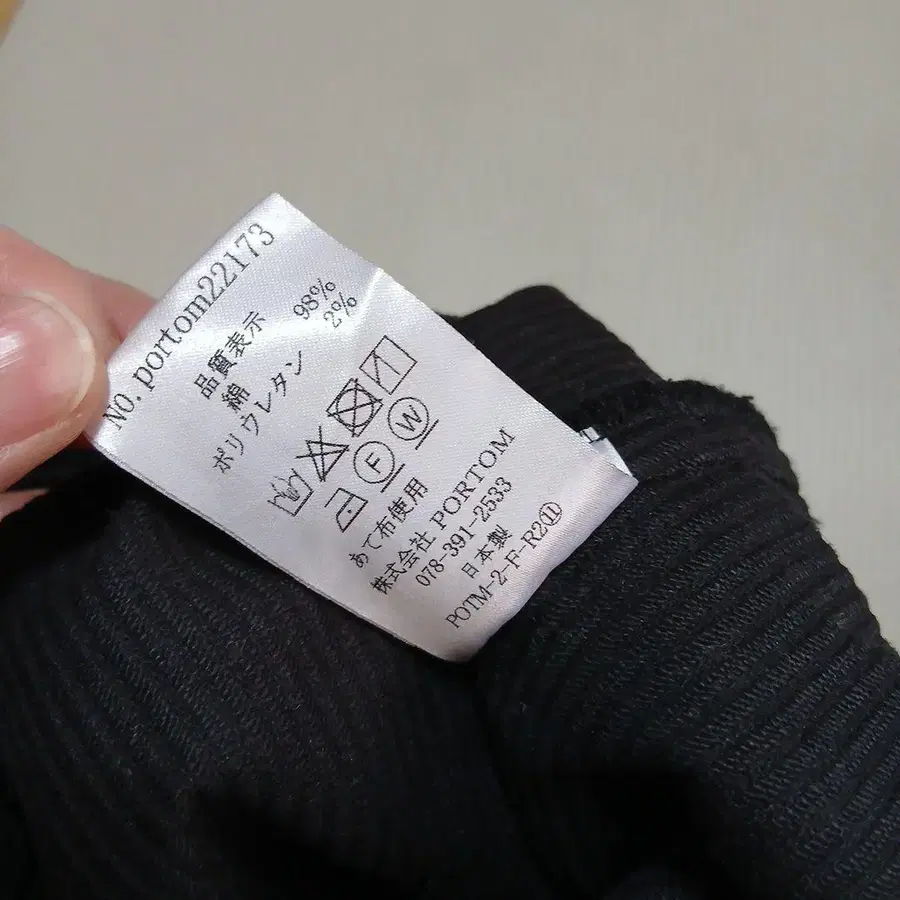 NO. portom22173
品質表示
綿 98%
ポリウレタン 2%
F W
あて布使用
株式会社 PORTOM
078-391-2533
日本製
POTM-2-F-R2⑪